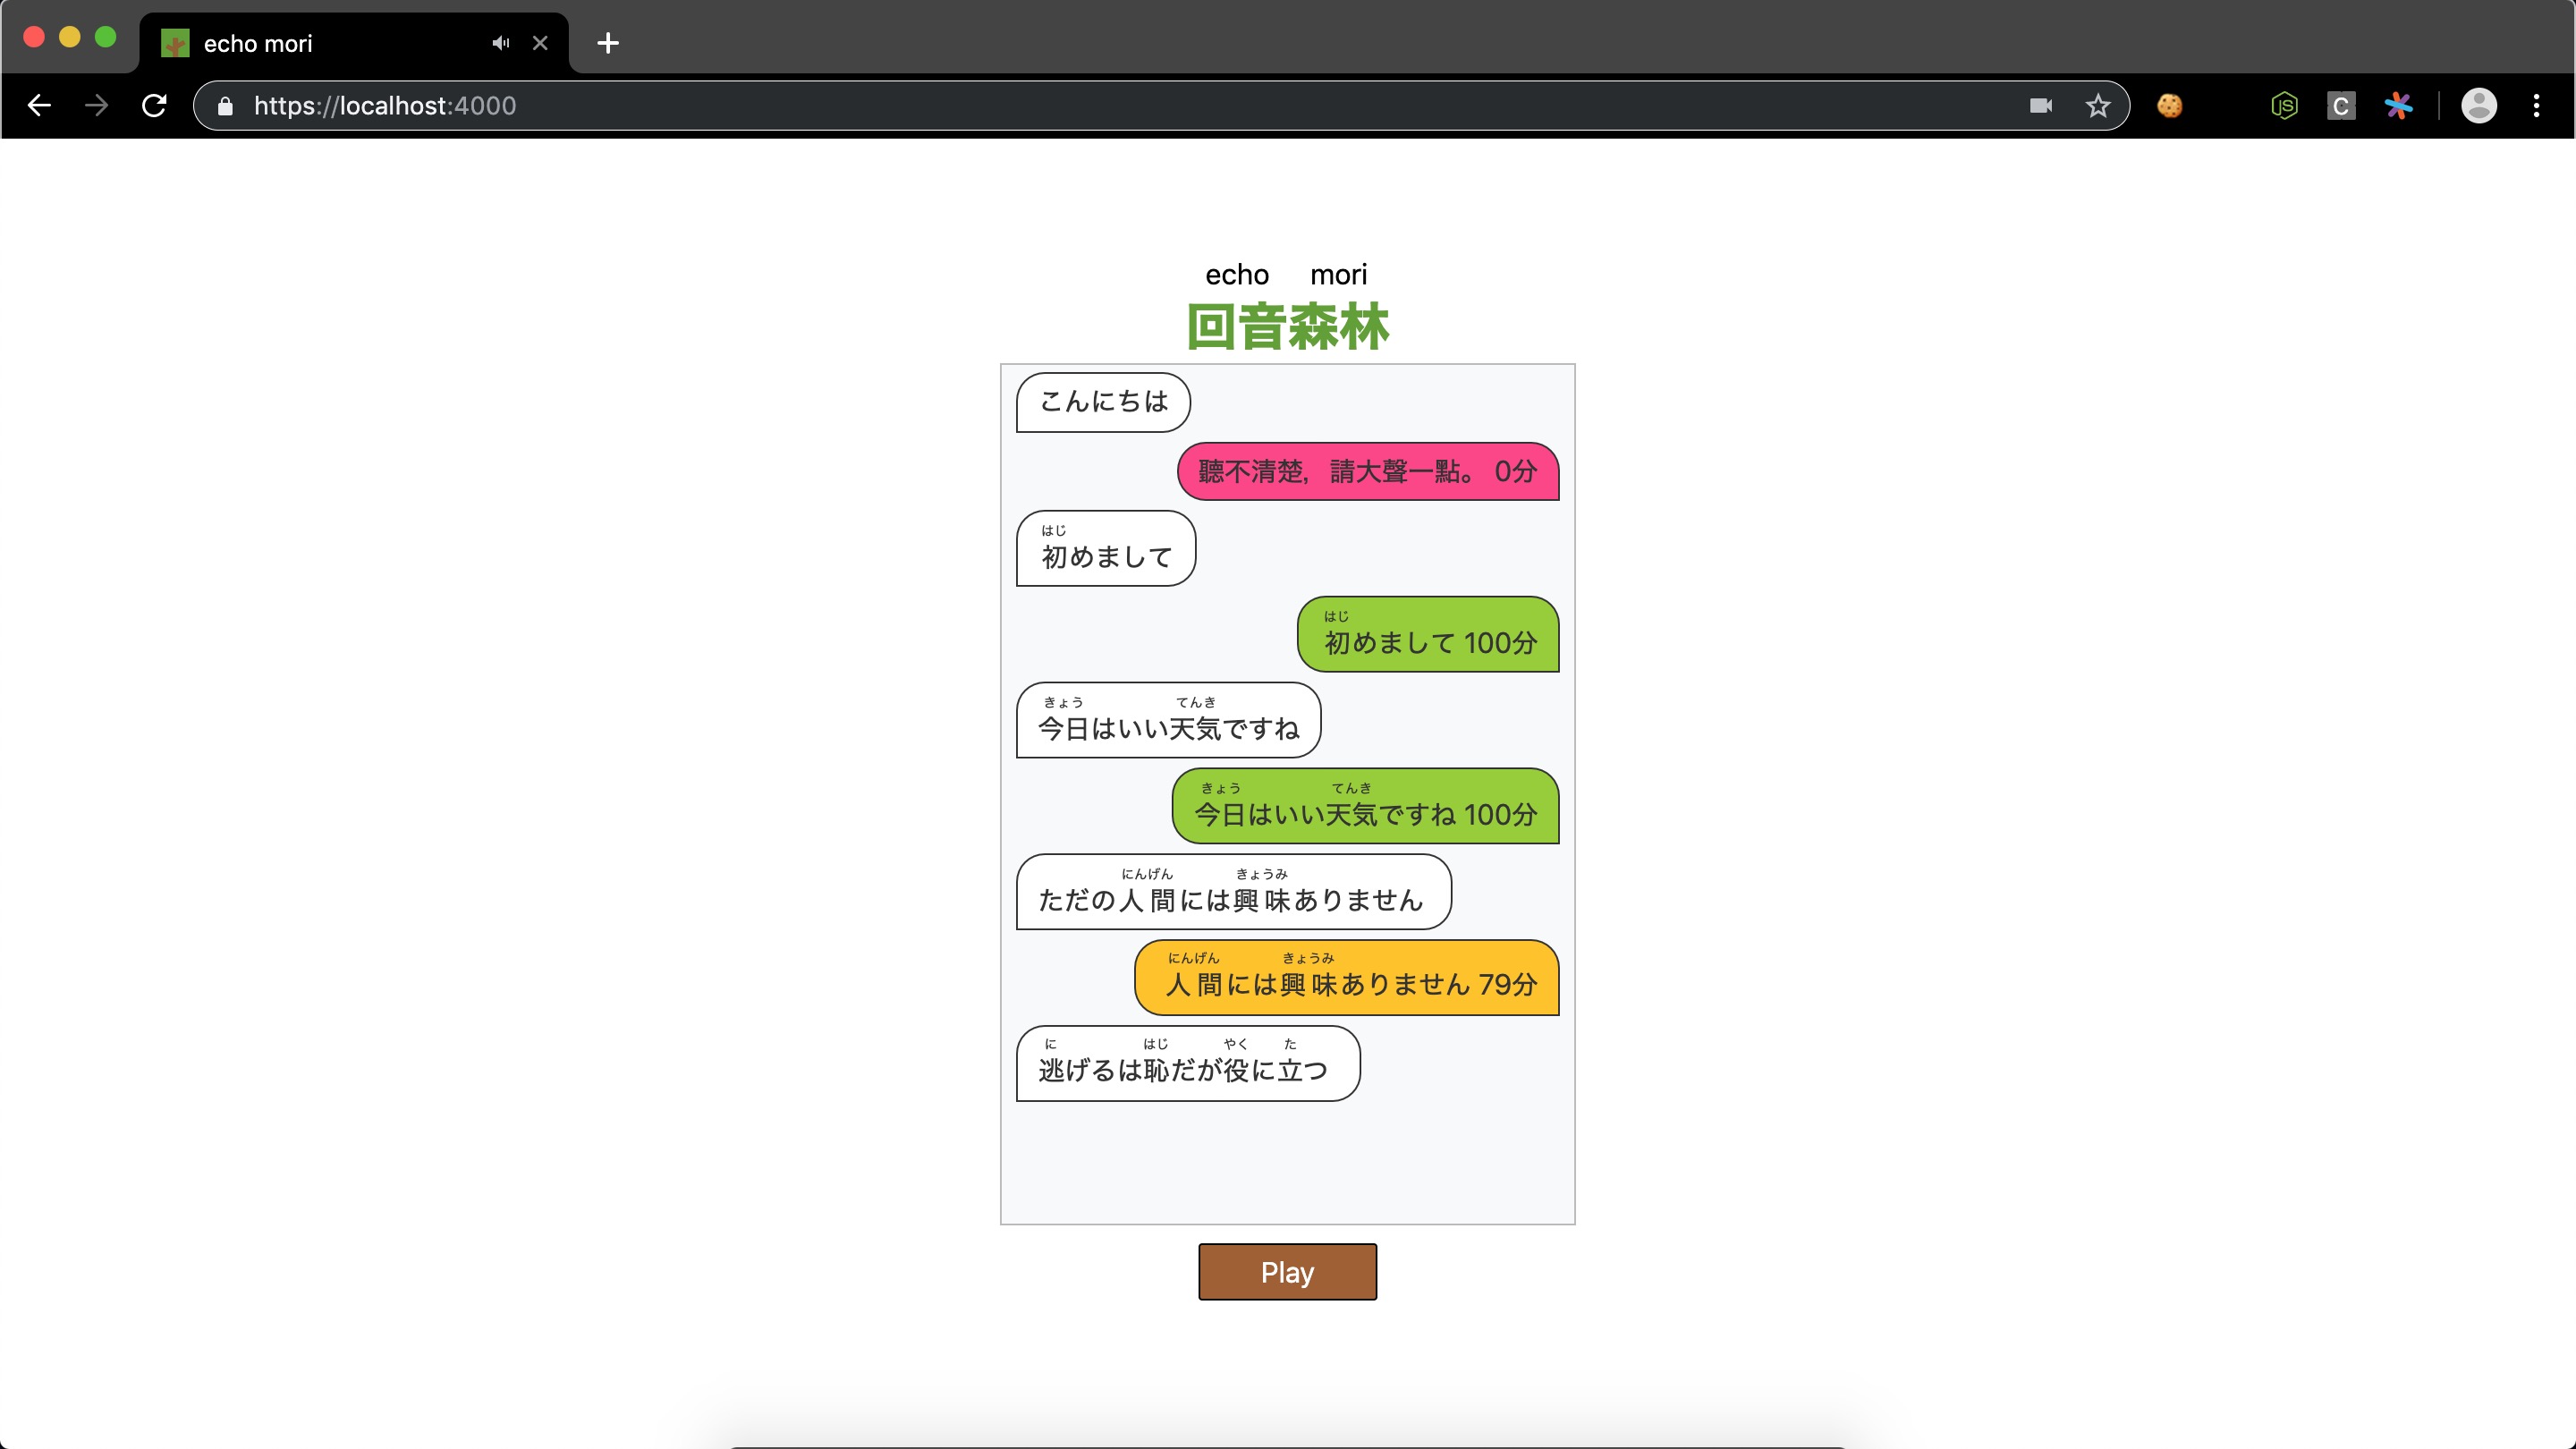 echo mori
https://localhost:4000
JS
C
echo mori
回音森林
こんにちは
聽不清楚，請大聲一點。 0分
はじ
初めまして
はじ
初めまして 100分
きょう てんき
今日はいい天気ですね
きょう てんき
今日はいい天気ですね 100分
にんげん きょうみ
ただの人間には興味ありません
にんげん きょうみ
人間には興味ありません 79分
に はじ やく た
逃げるは恥だが役に立つ
Play